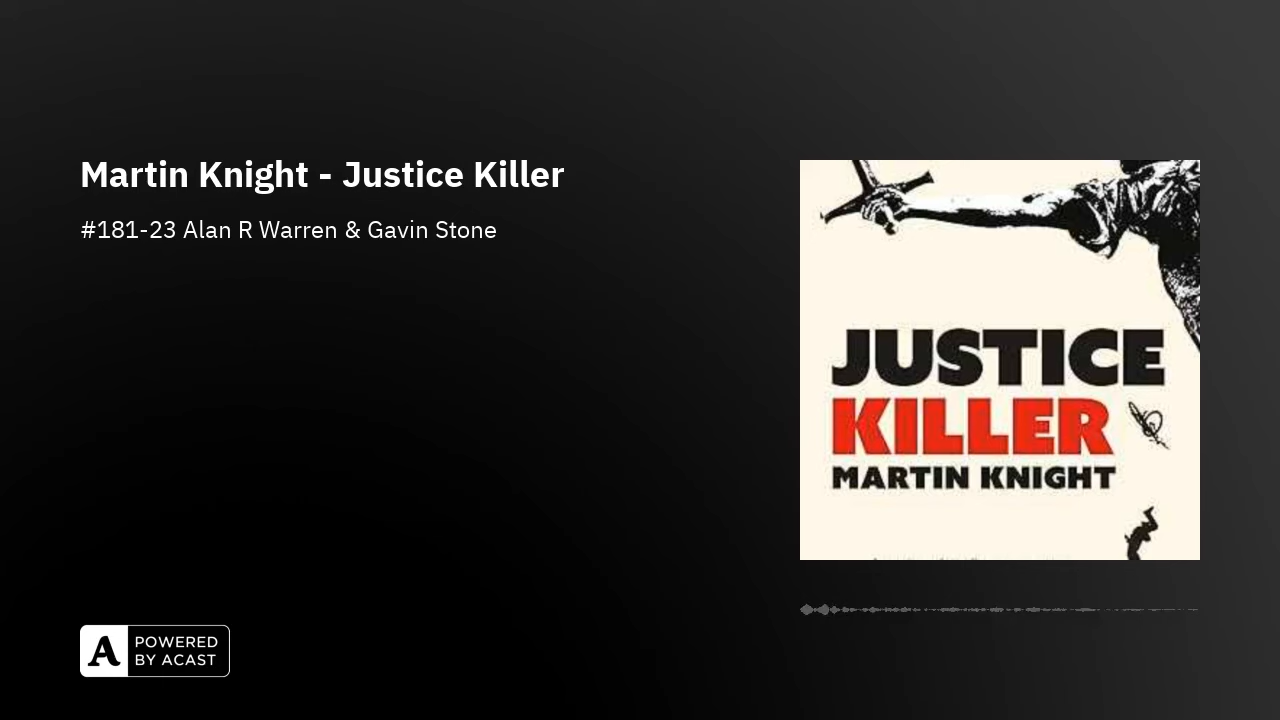 Martin Knight - Justice Killer
#181-23 Alan R Warren & Gavin Stone
JUSTICE
KILLER
MARTIN KNIGHT
A POWERED
BY ACAST